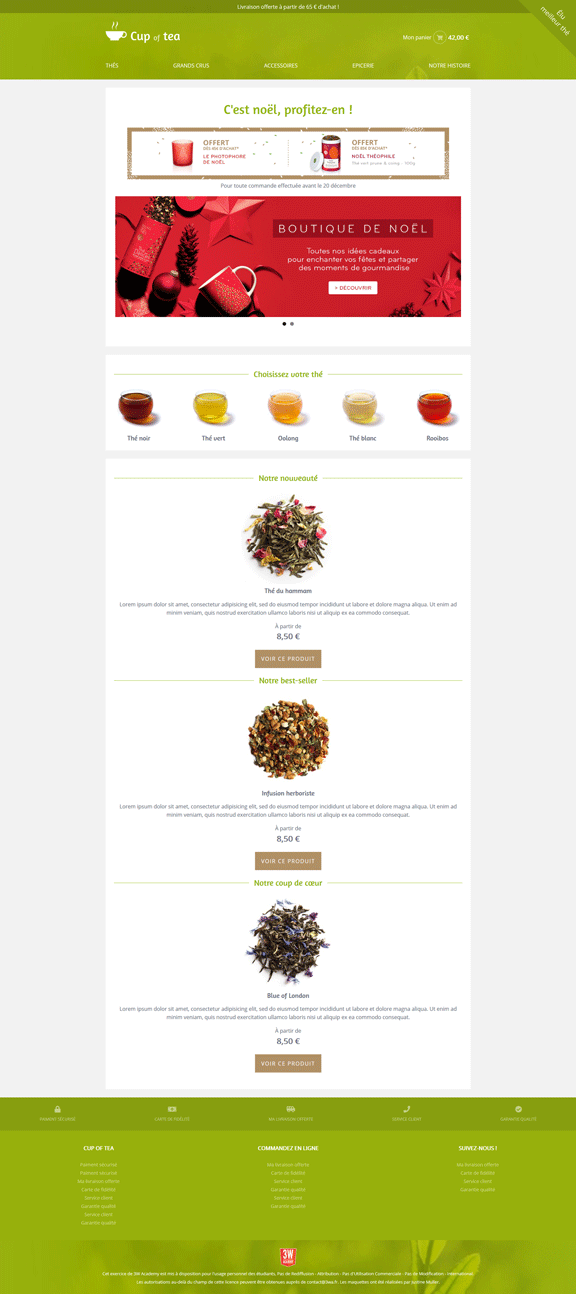 Livraison offerte à partir de 65 € d'achat !
Élu
meilleur thé
Cup of tea
Mon panier 42,00 €
THÉS GRANDS CRUS ACCESSOIRES EPICERIE NOTRE HISTOIRE
C'est noël, profitez-en !
OFFERT
DÈS 65€ D'ACHAT*
LE PHOTOPHORE
DE NOËL
OFFERT
DÈS 85€ D'ACHAT*
NOËL THÉOPHILE
Pour toute commande effectuée avant le 20 décembre
BOUTIQUE DE NOËL
Toutes nos idées cadeaux
pour enchanter vos fêtes et partager
des moments de gourmandise
> DÉCOUVRIR
Choisissez votre thé
Thé noir Thé vert Oolong Thé blanc Rooibos
Notre nouveauté
Thé du hammam
Lorem ipsum dolor sit amet, consectetur adipisicing elit, sed do eiusmod tempor incididunt ut labore et dolore magna aliqua. Ut enim ad
minim veniam, quis nostrud exercitation ullamco laboris nisi ut aliquip ex ea commodo consequat.
À partir de
8,50 €
VOIR CE PRODUIT
Notre best-seller
Infusion herboriste
Lorem ipsum dolor sit amet, consectetur adipisicing elit, sed do eiusmod tempor incididunt ut labore et dolore magna aliqua. Ut enim ad
minim veniam, quis nostrud exercitation ullamco laboris nisi ut aliquip ex ea commodo consequat.
À partir de
8,50 €
VOIR CE PRODUIT
Notre coup de cœur
Blue of London
Lorem ipsum dolor sit amet, consectetur adipisicing elit, sed do eiusmod tempor incididunt ut labore et dolore magna aliqua. Ut enim ad
minim veniam, quis nostrud exercitation ullamco laboris nisi ut aliquip ex ea commodo consequat.
À partir de
8,50 €
VOIR CE PRODUIT
PAIMENT SÉCURISÉ CARTE DE FIDÉLITÉ MA LIVRAISON OFFERTE SERVICE CLIENT GARANTIE QUALITÉ
CUP OF TEA
Paiment sécurisé
Paiment sécurisé
Ma livraison offerte
Carte de fidélité
Service client
Garantie qualité
Service client
Garantie qualité
COMMANDEZ EN LIGNE
Ma livraison offerte
Carte de fidélité
Service client
Garantie qualité
Service client
Garantie qualité
SUIVEZ-NOUS !
Ma livraison offerte
Carte de fidélité
Service client
Garantie qualité
3W
Cet exercice de 3W Academy est mis à disposition pour l'usage personnel des étudiants. Pas de Rediffusion - Attribution - Pas d'Utilisation Commerciale - Pas de Modification - International.
Les autorisations au-delà du champ de cette licence peuvent être obtenues auprès de contact@3wa.fr. Les maquettes ont été réalisées par Justine Muller.